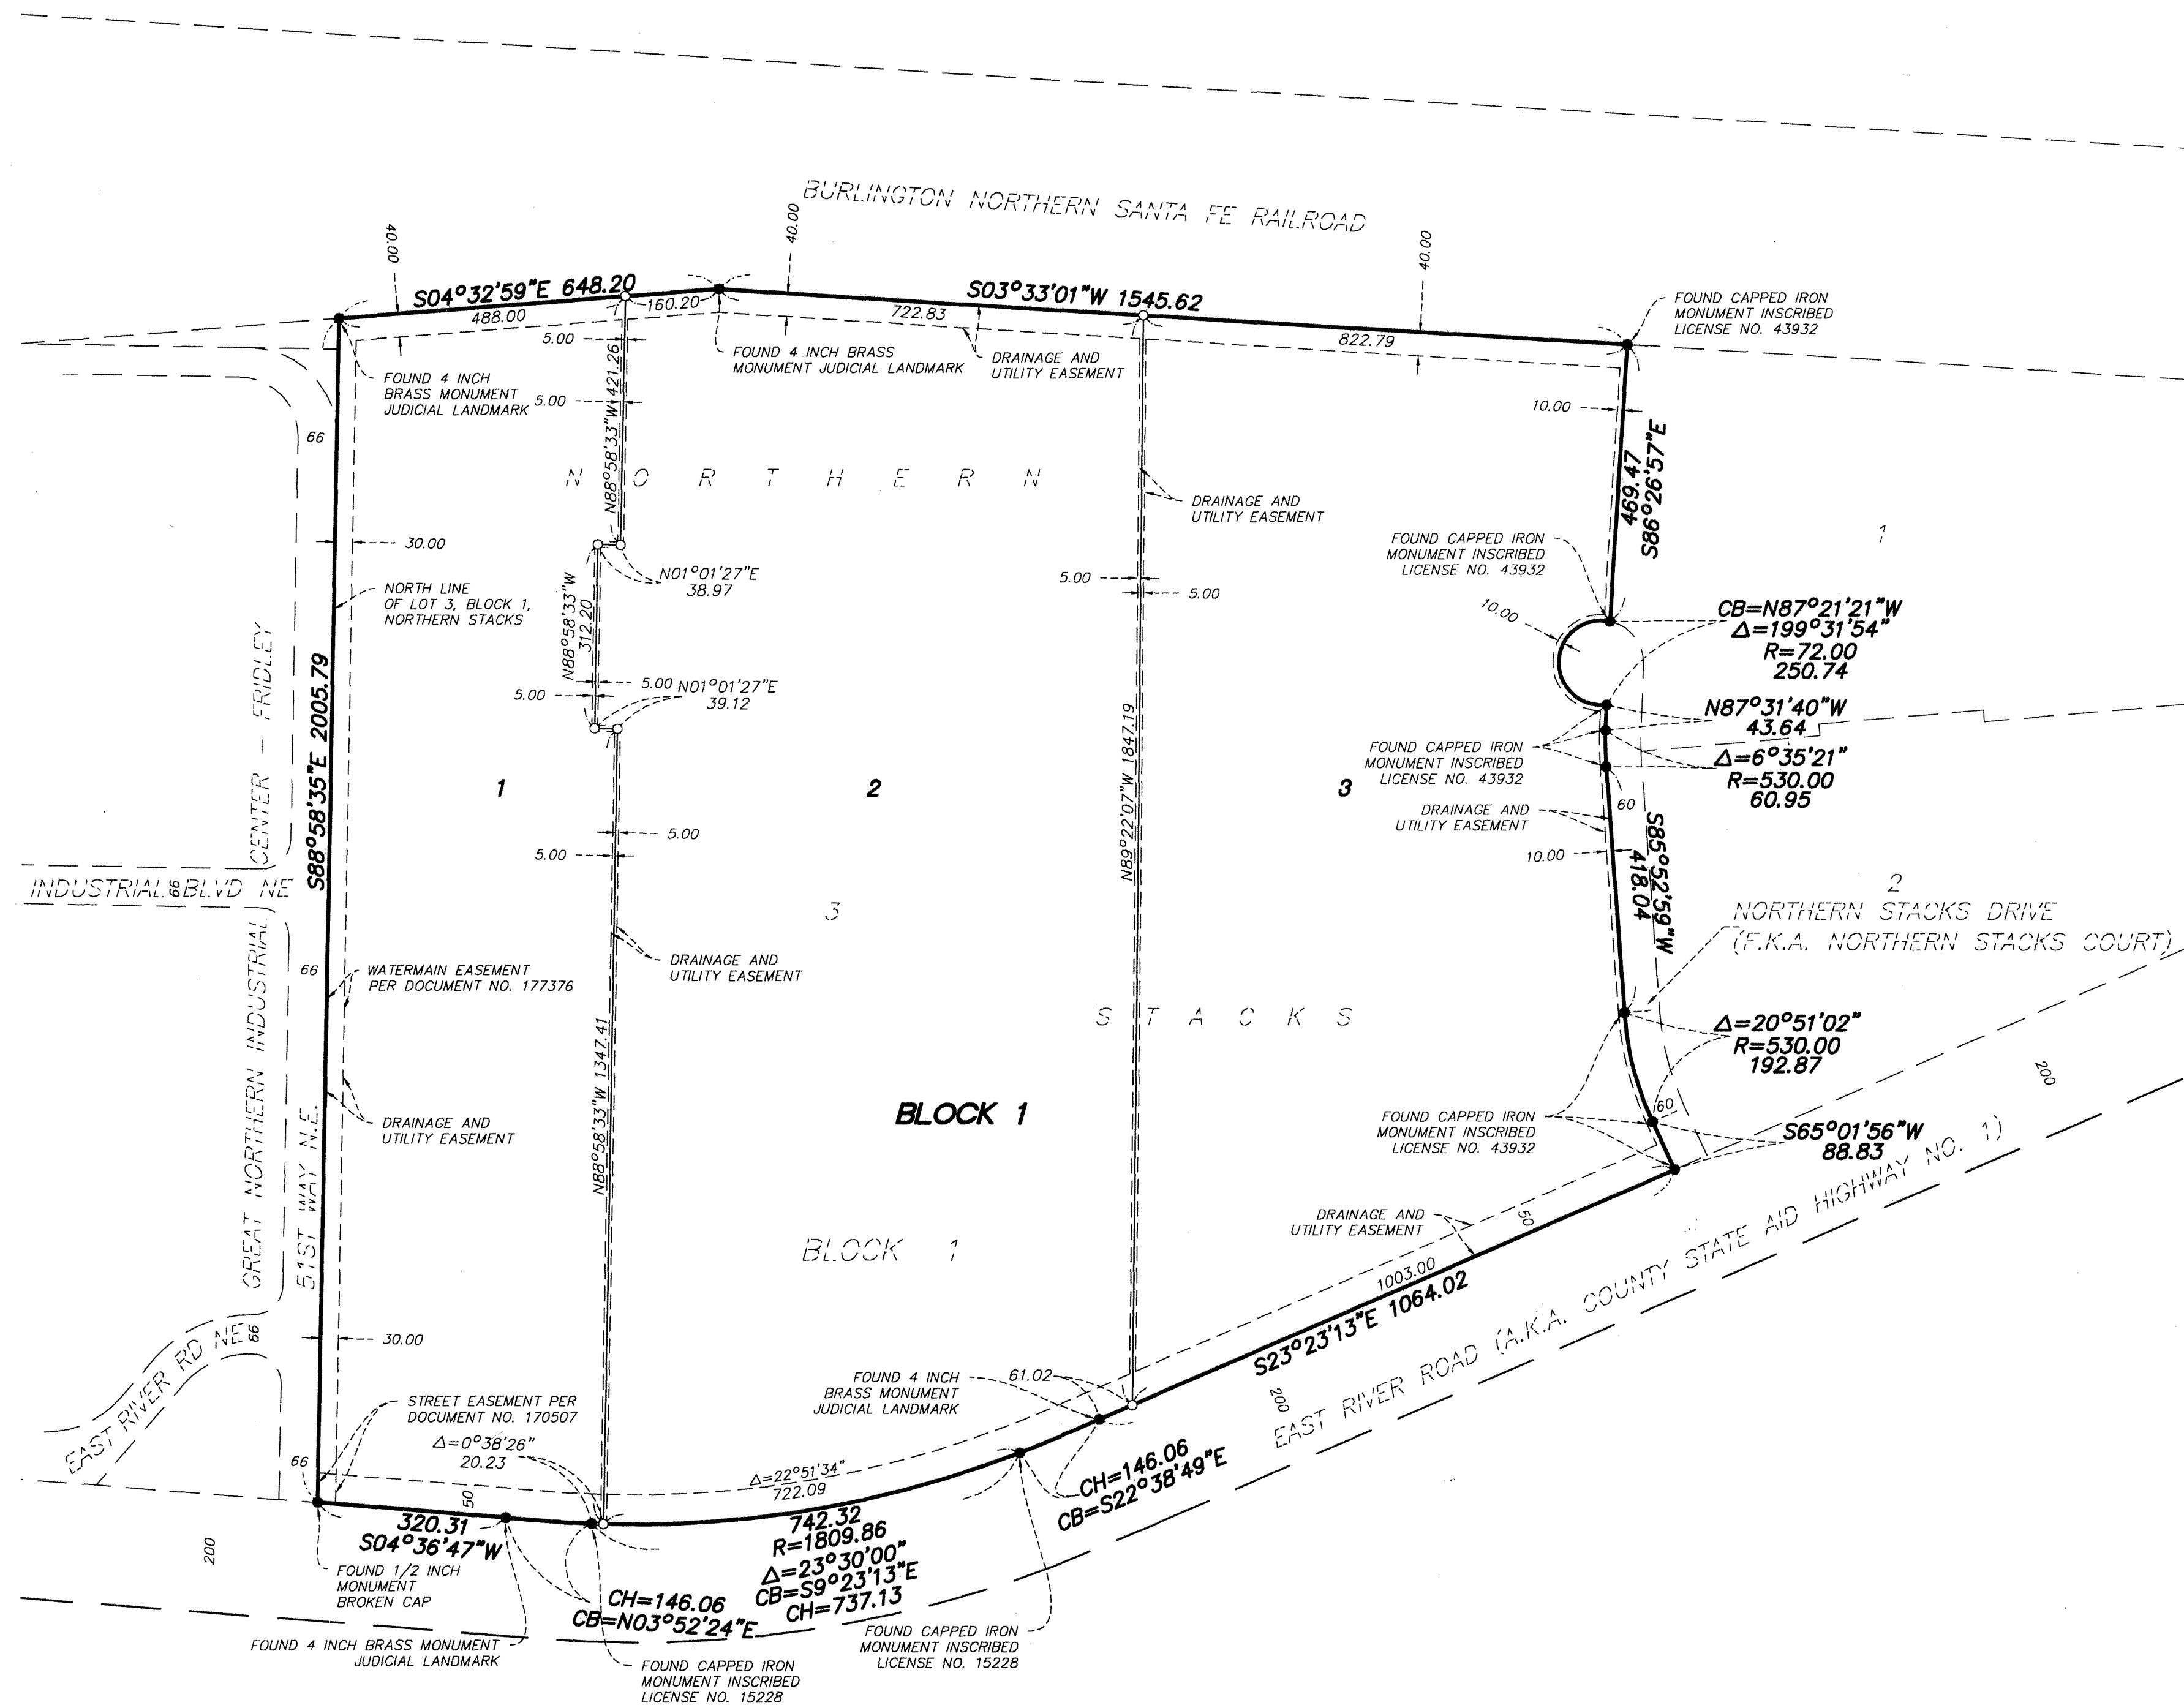 BURLINGTON NORTHERN SANTA FE RAILROAD
40.00
40.00
40.00
S04°32'59"E 648.20
488.00
160.20
S03°33'01"W 1545.62
722.83
822.79
FOUND CAPPED IRON
MONUMENT INSCRIBED
LICENSE NO. 43932
FOUND 4 INCH
BRASS MONUMENT
JUDICIAL LANDMARK
5.00
5.00
N88°58'33"W 421.26
FOUND 4 INCH BRASS
MONUMENT JUDICIAL LANDMARK
DRAINAGE AND
UTILITY EASEMENT
10.00
469.47
S86°26'57"E
66
NORTHERN
DRAINAGE AND
UTILITY EASEMENT
30.00
NORTH LINE
OF LOT 3, BLOCK 1,
NORTHERN STACKS
N01°01'27"E
38.97
N88°58'33"W
312.20
5.00
5.00
FOUND CAPPED IRON
MONUMENT INSCRIBED
LICENSE NO. 43932
1
10.00
CB=N87°21'21"W
Δ=199°31'54"
R=72.00
250.74
5.00
5.00
N01°01'27"E
39.12
N87°31'40"W
43.64
FOUND CAPPED IRON
MONUMENT INSCRIBED
LICENSE NO. 43932
Δ=6°35'21"
R=530.00
60.95
S88°58'35"E 2005.79
CENTER - FRIDLEY
1
2
3
N89°22'07"W 1847.19
60
DRAINAGE AND
UTILITY EASEMENT
10.00
S85°52'59"W
418.04
5.00
5.00
INDUSTRIAL BLVD NE
66
3
2
NORTHERN STACKS DRIVE
(F.K.A. NORTHERN STACKS COURT)
GREAT NORTHERN INDUSTRIAL
66
WATERMAIN EASEMENT
PER DOCUMENT NO. 177376
DRAINAGE AND
UTILITY EASEMENT
STACKS
N88°58'33"W 1347.41
Δ=20°51'02"
R=530.00
192.87
200
BLOCK 1
DRAINAGE AND
UTILITY EASEMENT
51ST WAY N.E.
FOUND CAPPED IRON
MONUMENT INSCRIBED
LICENSE NO. 43932
60
S65°01'56"W
88.83
DRAINAGE AND
UTILITY EASEMENT
50
BLOCK 1
1003.00
S23°23'13"E 1064.02
EAST RIVER ROAD (A.K.A. COUNTY STATE AID HIGHWAY NO. 1)
200
EAST RIVER RD NE
66
30.00
STREET EASEMENT PER
DOCUMENT NO. 170507
FOUND 4 INCH
BRASS MONUMENT
JUDICIAL LANDMARK
61.02
Δ=0°38'26"
20.23
66
50
Δ=22°51'34"
722.09
CH=146.06
CB=S22°38'49"E
320.31
S04°36'47"W
742.32
R=1809.86
Δ=23°30'00"
CB=S9°23'13"E
CH=737.13
200
FOUND 1/2 INCH
MONUMENT
BROKEN CAP
CH=146.06
CB=N03°52'24"E
FOUND 4 INCH BRASS MONUMENT
JUDICIAL LANDMARK
FOUND CAPPED IRON
MONUMENT INSCRIBED
LICENSE NO. 15228
FOUND CAPPED IRON
MONUMENT INSCRIBED
LICENSE NO. 15228